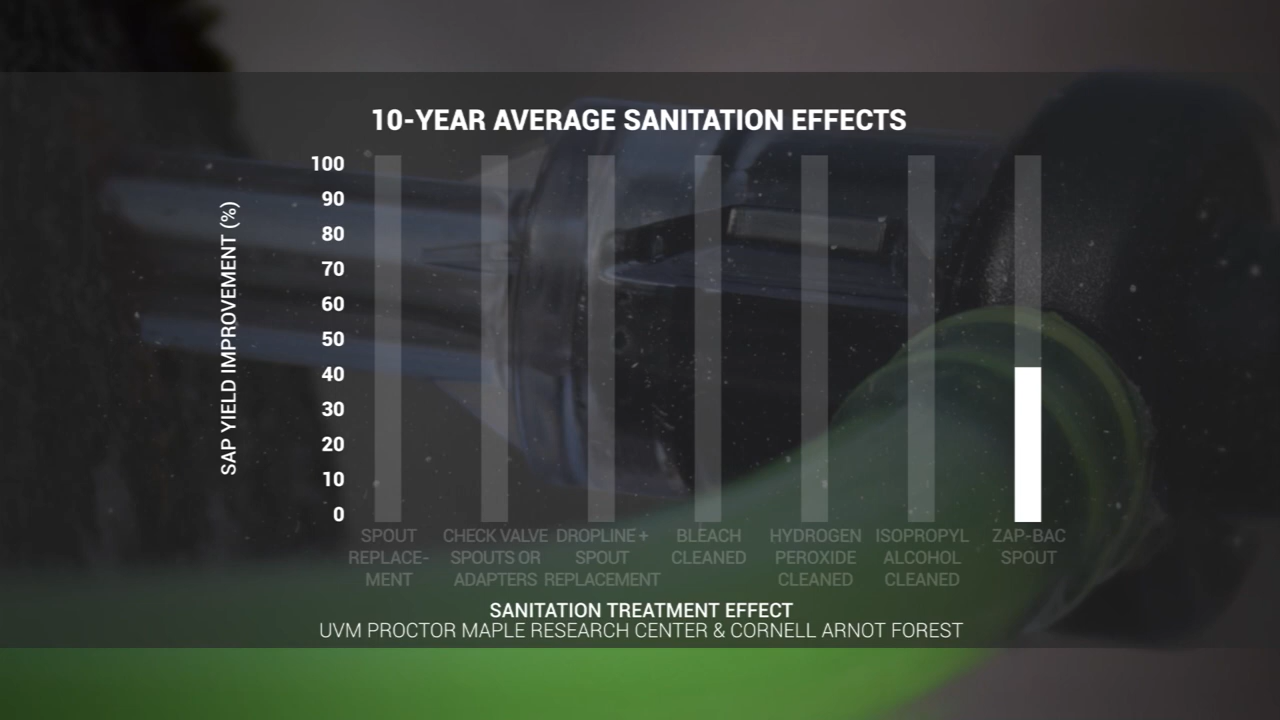 10-YEAR AVERAGE SANITATION EFFECTS
SAP YIELD IMPROVEMENT (%)
100
90
80
70
60
50
40
30
20
10
0
SPOUT
REPLACE-
MENT
CHECK VALVE
SPOUTS OR
ADAPTERS
DROPLINE +
SPOUT
REPLACEMENT
BLEACH
CLEANED
HYDROGEN
PEROXIDE
CLEANED
ISOPROPYL
ALCOHOL
CLEANED
ZAP-BAC
SPOUT
SANITATION TREATMENT EFFECT
UVM PROCTOR MAPLE RESEARCH CENTER & CORNELL ARNOT FOREST